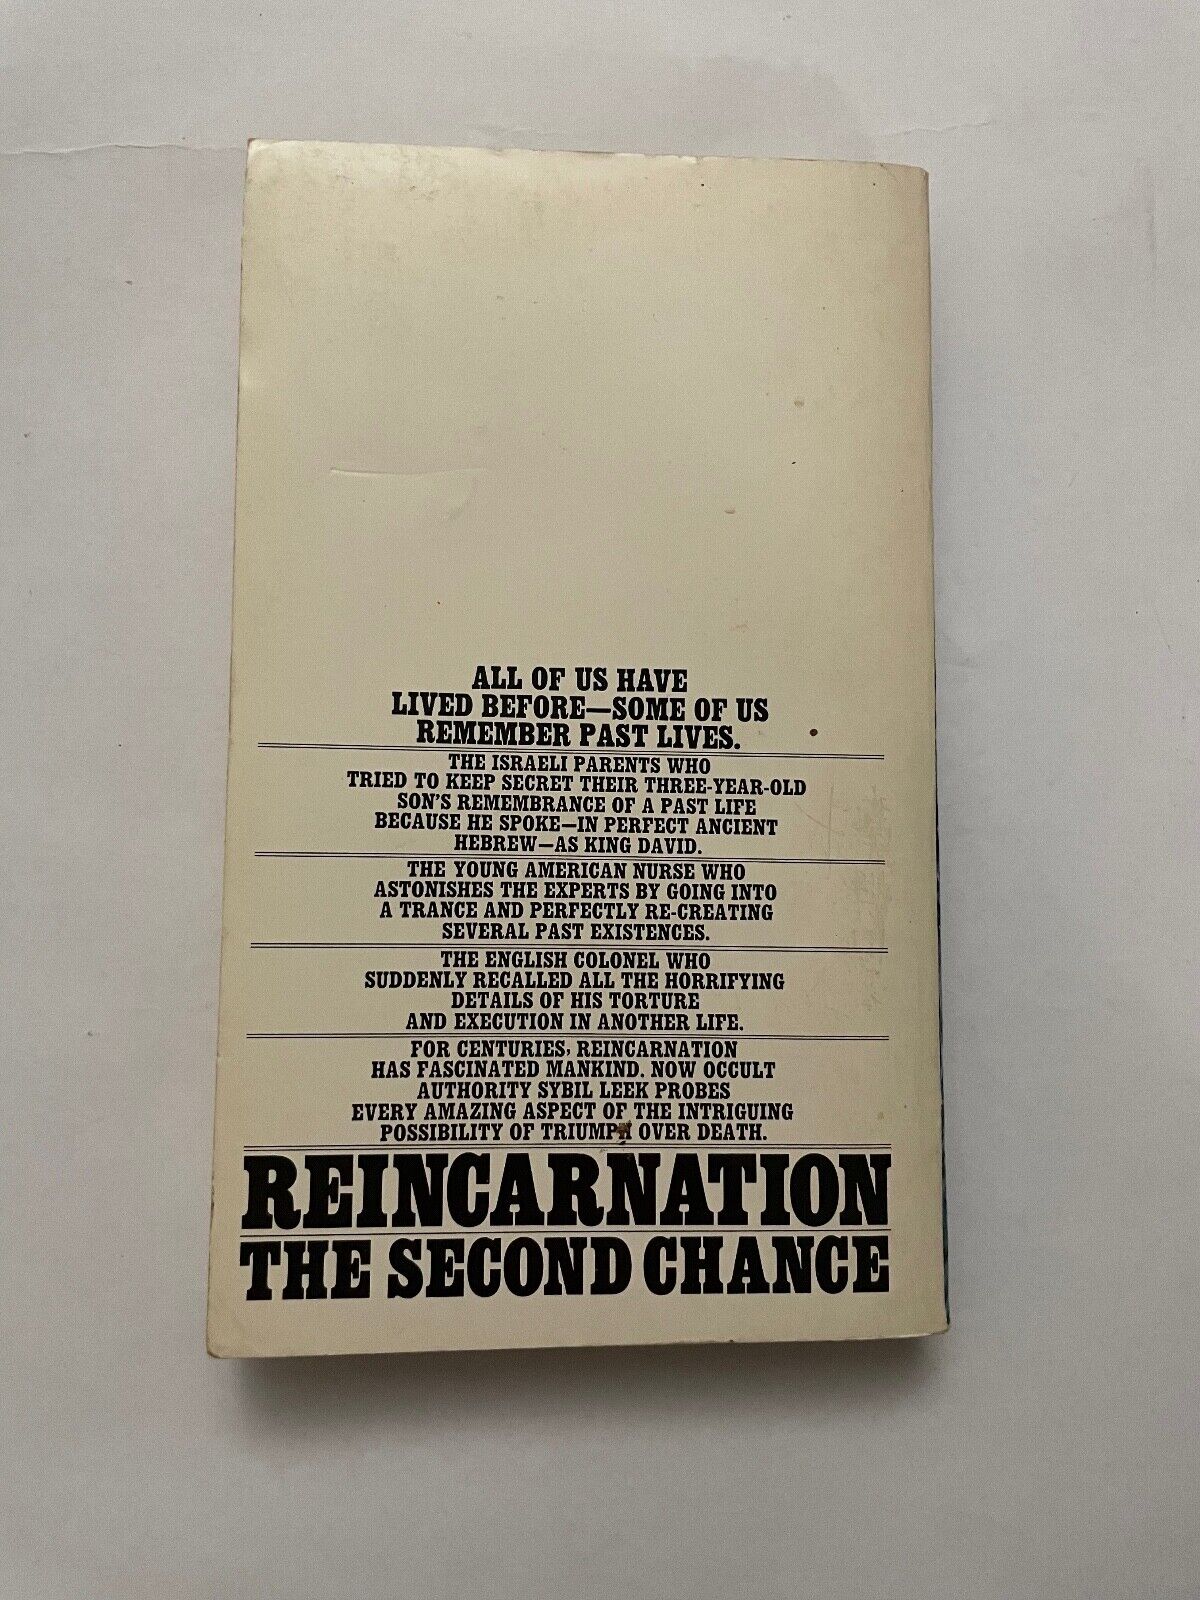 ALL OF US HAVE
LIVED BEFORE—SOME OF US
REMEMBER PAST LIVES.
THE ISRAELI PARENTS WHO
TRIED TO KEEP SECRET THEIR THREE-YEAR-OLD
SON'S REMEMBRANCE OF A PAST LIFE
BECAUSE HE SPOKE—IN PERFECT ANCIENT
HEBREW—AS KING DAVID.
THE YOUNG AMERICAN NURSE WHO
ASTONISHES THE EXPERTS BY GOING INTO
A TRANCE AND PERFECTLY RE-CREATING
SEVERAL PAST EXISTENCES.
THE ENGLISH COLONEL WHO
SUDDENLY RECALLED ALL THE HORRIFYING
DETAILS OF HIS TORTURE
AND EXECUTION IN ANOTHER LIFE.
FOR CENTURIES, REINCARNATION
HAS FASCINATED MANKIND. NOW OCCULT
AUTHORITY SYBIL LEEK PROBES
EVERY AMAZING ASPECT OF THE INTRIGUING
POSSIBILITY OF TRIUMPH OVER DEATH.
REINCARNATION
THE SECOND CHANCE